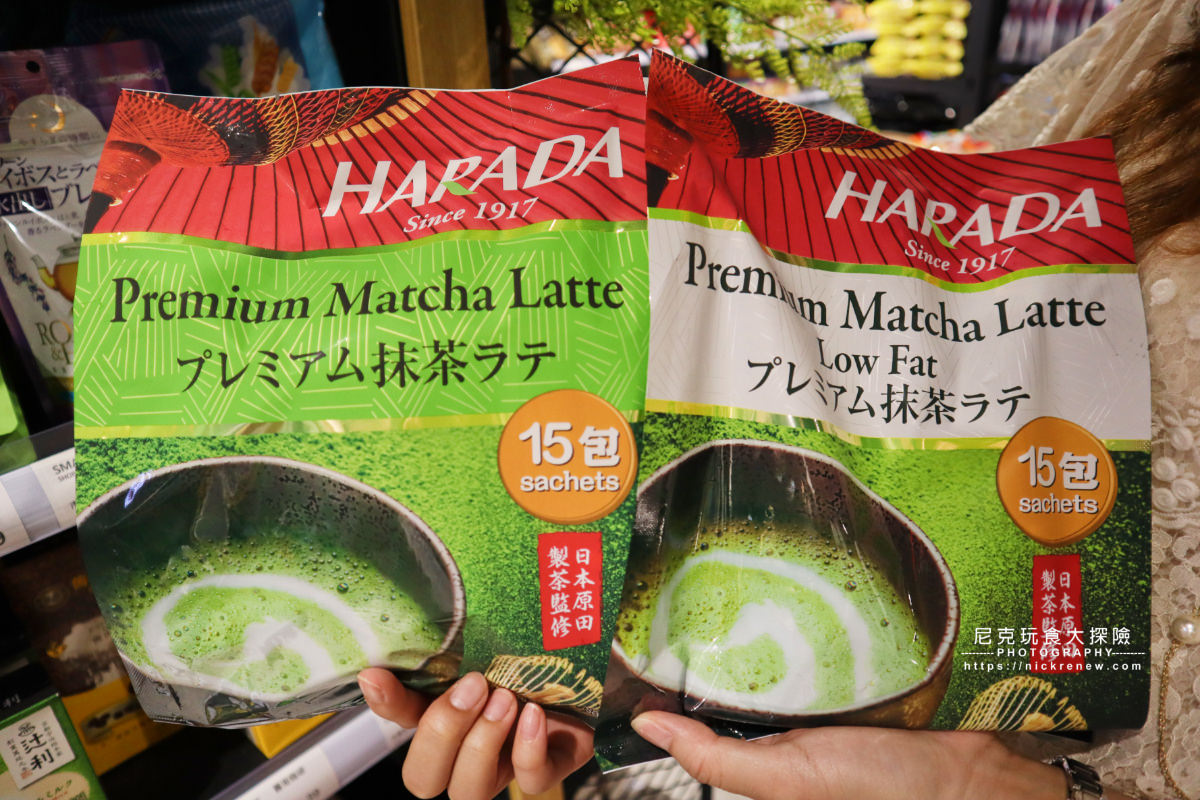 HARADA
Since 1917
Premium Matcha Latte
プレミアム抹茶ラテ
15包
sachets
日本原田
製茶監修
HARADA
Since 1917
Premium Matcha Latte
Low Fat
プレミアム抹茶ラテ
15包
sachets
日本原
製茶監
尼克玩食大探險
PHOTOGRAPHY
https://nickrenew.com
辻利